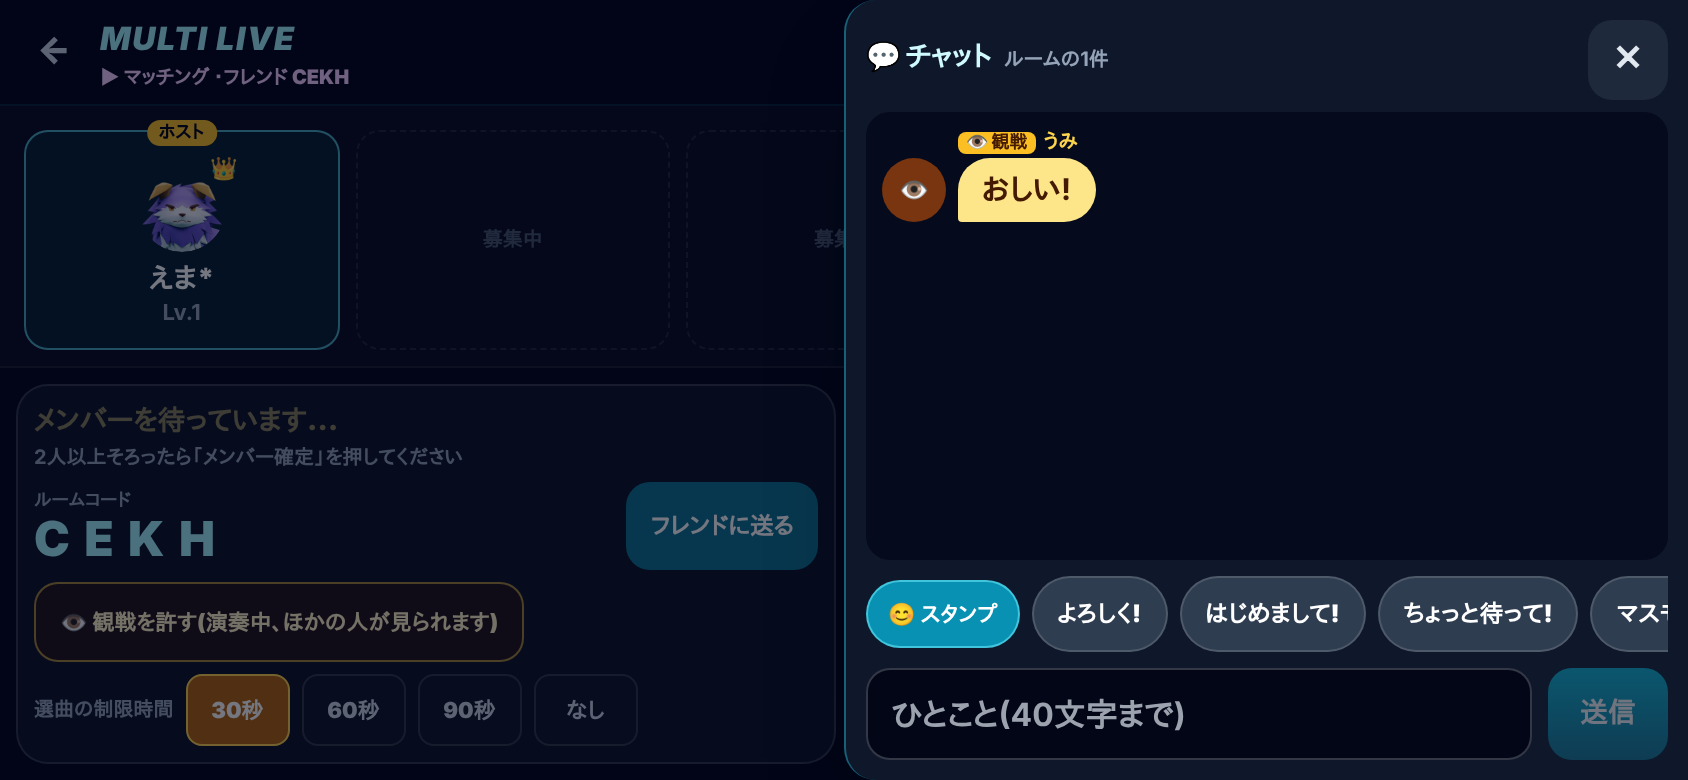 MULTI LIVE
▶ マッチング・フレンド CEKH
ホスト
えま*
Lv.1
募集中
募集
メンバーを待っています...
2人以上そろったら「メンバー確定」を押してください
ルームコード
CEKH
フレンドに送る
観戦を許す(演奏中、ほかの人が見られます)
選曲の制限時間
30秒
60秒
90秒
なし
チャット ルームの1件
観戦 うみ
おしい!
スタンプ
よろしく!
はじめまして!
ちょっと待って!
マス
ひとこと(40文字まで)
送信